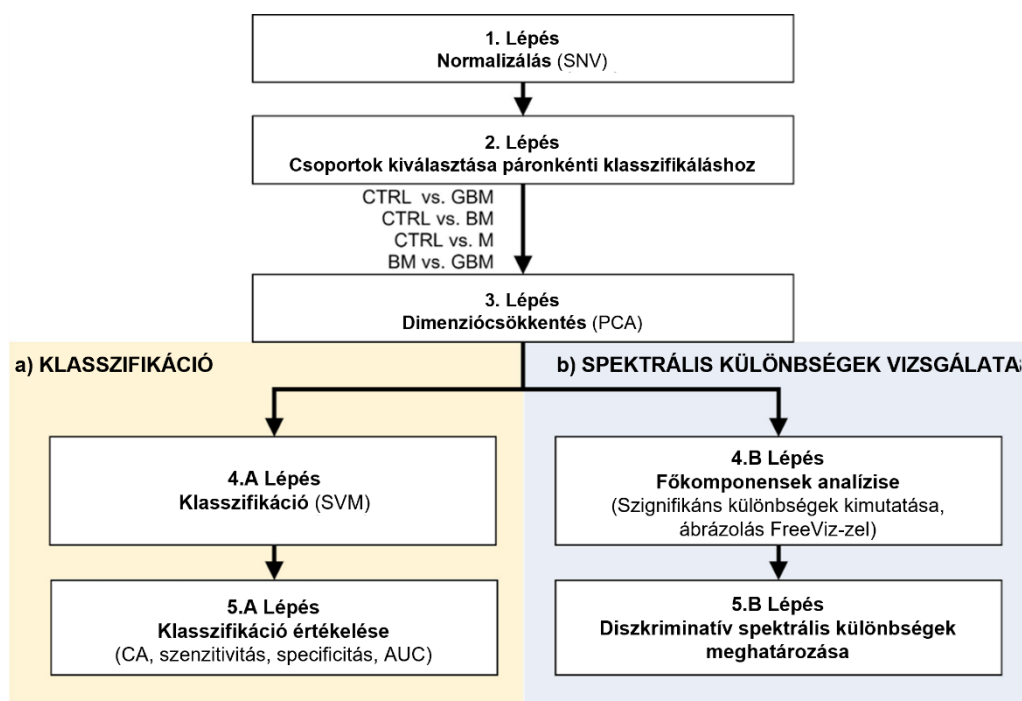 1. Lépés
Normalizálás (SNV)
2. Lépés
Csoportok kiválasztása páronkénti klasszifikáláshoz
CTRL vs. GBM
CTRL vs. BM
CTRL vs. M
BM vs. GBM
3. Lépés
Dimenziócsökkentés (PCA)
a) KLASSZIFIKÁCIÓ
4.A Lépés
Klasszifikáció (SVM)
5.A Lépés
Klasszifikáció értékelése
(CA, szenzitivitás, specificitás, AUC)
b) SPEKTRÁLIS KÜLÖNBSÉGEK VIZSGÁLATA
4.B Lépés
Főkomponensek analízise
(Szignifikáns különbségek kimutatása,
ábrázolás FreeViz-zel)
5.B Lépés
Diszkriminatív spektrális különbségek
meghatározása